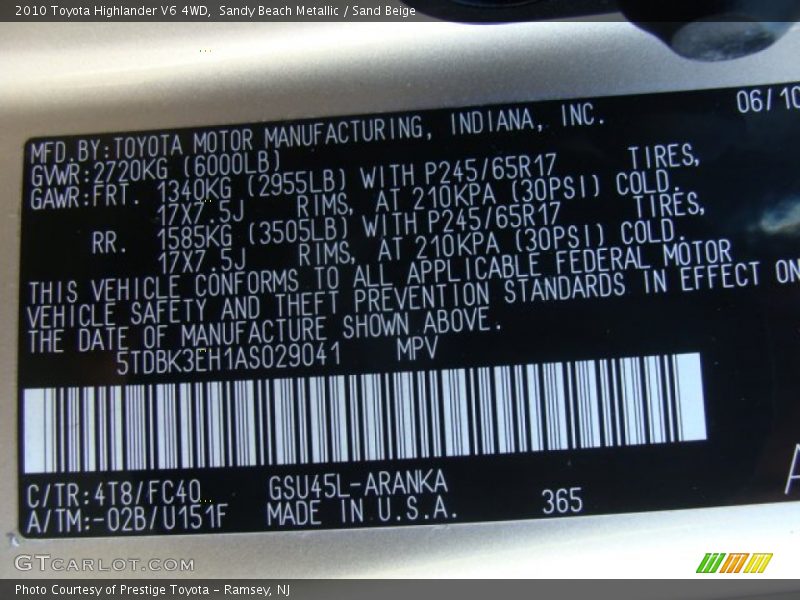 2010 Toyota Highlander V6 4WD,  Sandy Beach Metallic / Sand Beige
06/10
MFD.BY:TOYOTA MOTOR MANUFACTURING, INDIANA, INC.
GVWR:2720KG (6000LB)
GAWR:FRT. 1340KG (2955LB) WITH P245/65R17 TIRES,
17X7.5J RIMS, AT 210KPA (30PSI) COLD.
RR. 1585KG (3505LB) WITH P245/65R17 TIRES,
17X7.5J RIMS, AT 210KPA (30PSI) COLD.
THIS VEHICLE CONFORMS TO ALL APPLICABLE FEDERAL MOTOR
VEHICLE SAFETY AND THEFT PREVENTION STANDARDS IN EFFECT ON
THE DATE OF MANUFACTURE SHOWN ABOVE.
5TDBK3EH1AS029041 MPV
C/TR:4T8/FC40 GSU45L-ARANKA
A/TM:-02B/U151F MADE IN U.S.A. 365
A
GTCARLOT.COM
Photo Courtesy of Prestige Toyota - Ramsey, NJ